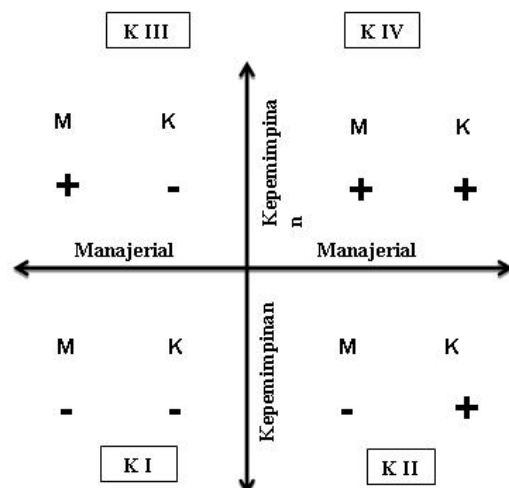 K III
K IV
M K
+ -
M K
+ +
Kepemimpina
n
Manajerial
Manajerial
Kepemimpinan
M K
- -
M K
- +
K I
K II